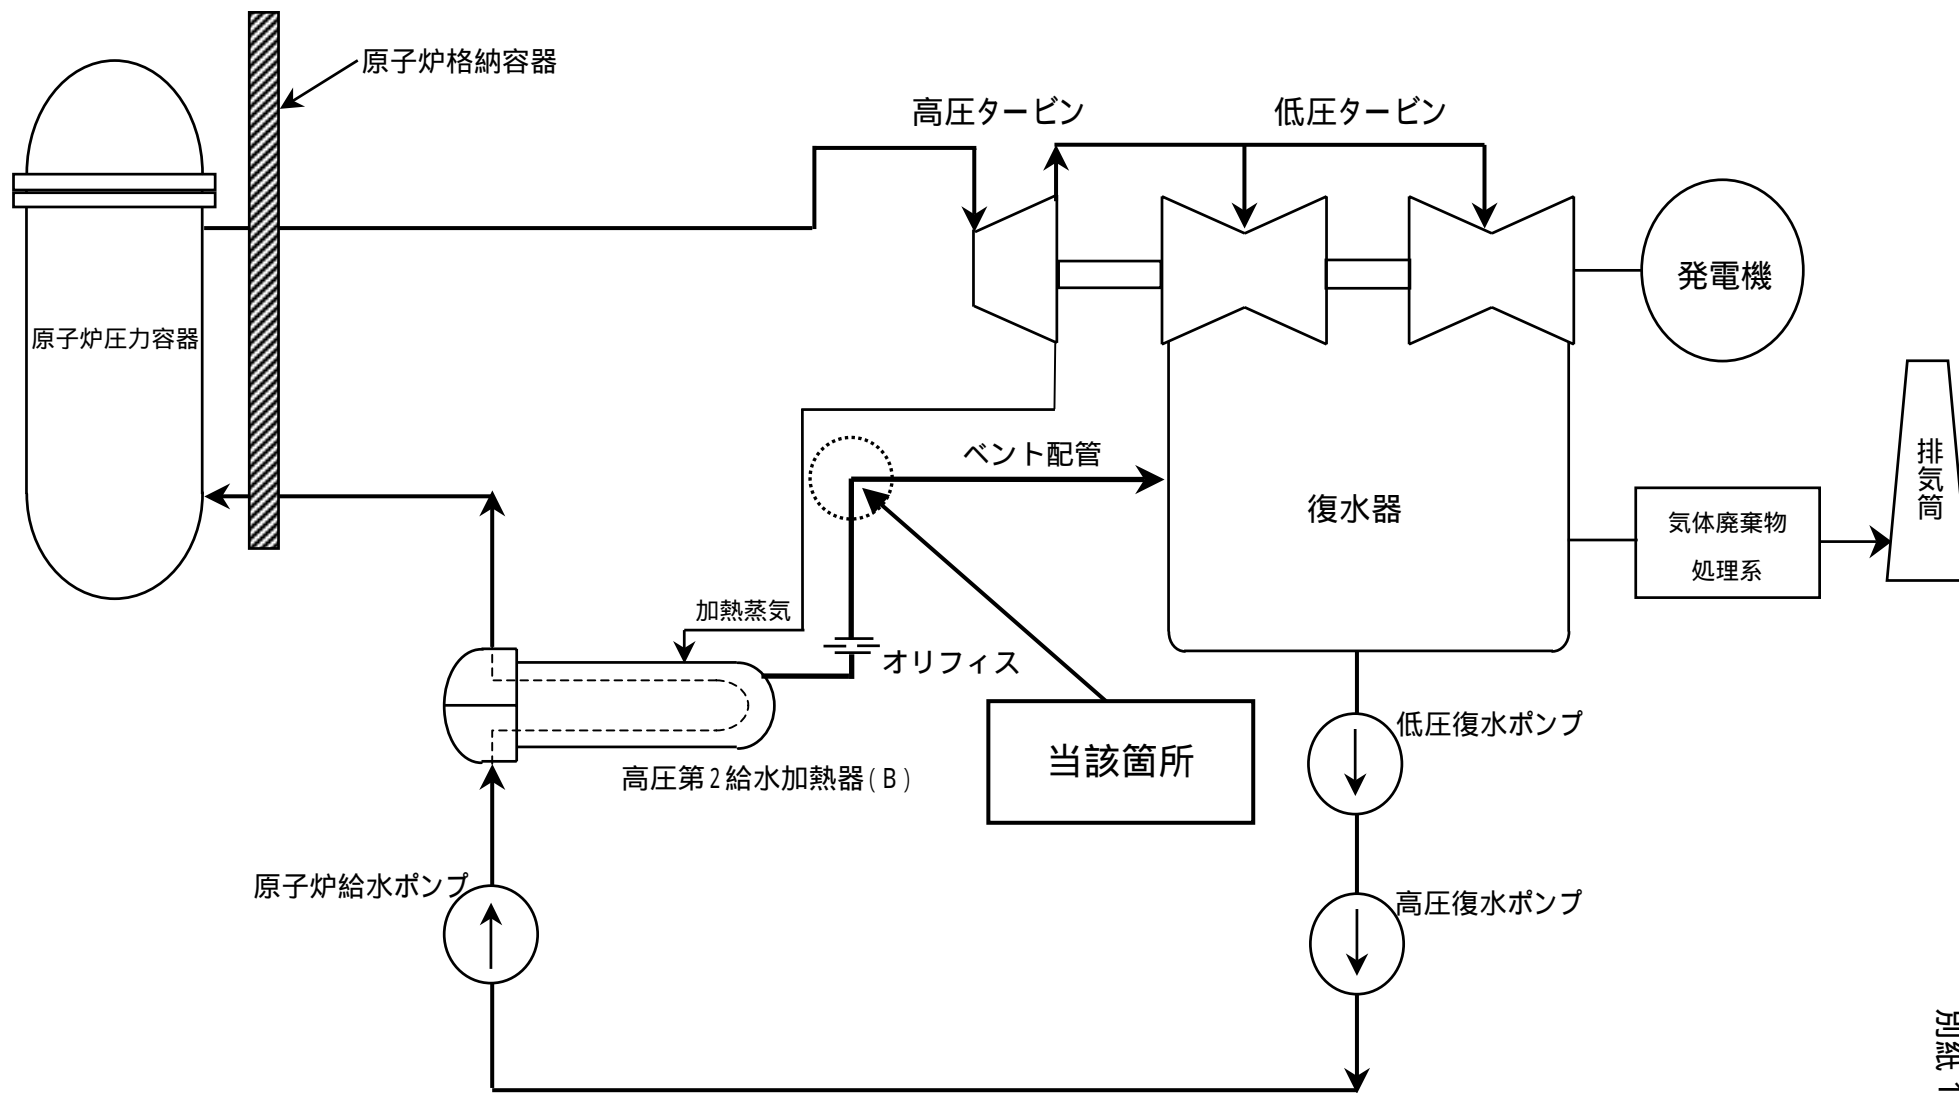 原子炉格納容器
高圧タービン
低圧タービン
発電機
原子炉圧力容器
ベント配管
復水器
排気筒
気体廃棄物
処理系
加熱蒸気
オリフィス
当該箇所
高圧第2給水加熱器(B)
低圧復水ポンプ
原子炉給水ポンプ
高圧復水ポンプ
別紙1